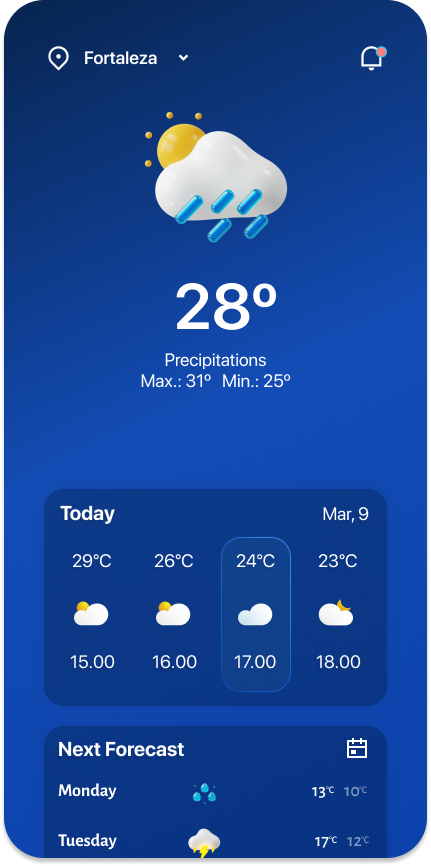 Fortaleza
28º
Precipitations
Max.: 31º Min.: 25º
Today Mar, 9
29°C 26°C 24°C 23°C
15.00 16.00 17.00 18.00
Next Forecast
Monday 13°C 10°C
Tuesday 17°C 12°C